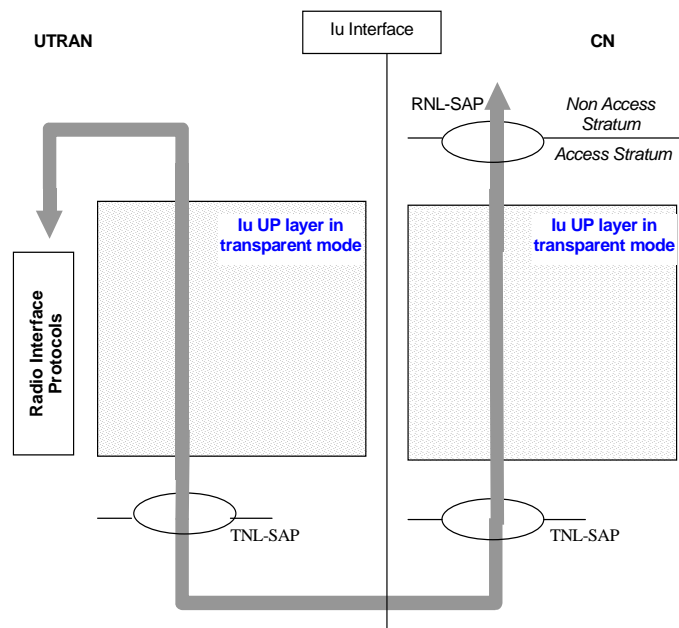 Iu Interface
UTRAN
CN
RNL-SAP
Non Access
Stratum
Access Stratum
Iu UP layer in
transparent mode
Iu UP layer in
transparent mode
Radio Interface
Protocols
TNL-SAP
TNL-SAP